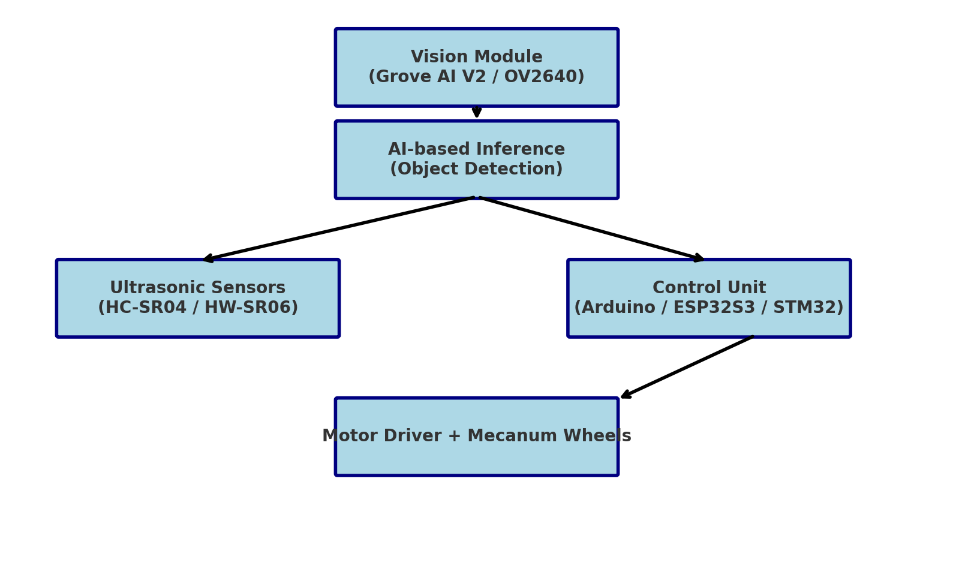 Vision Module
(Grove AI V2 / OV2640)
AI-based Inference
(Object Detection)
Ultrasonic Sensors
(HC-SR04 / HW-SR06)
Control Unit
(Arduino / ESP32S3 / STM32)
Motor Driver + Mecanum Wheels